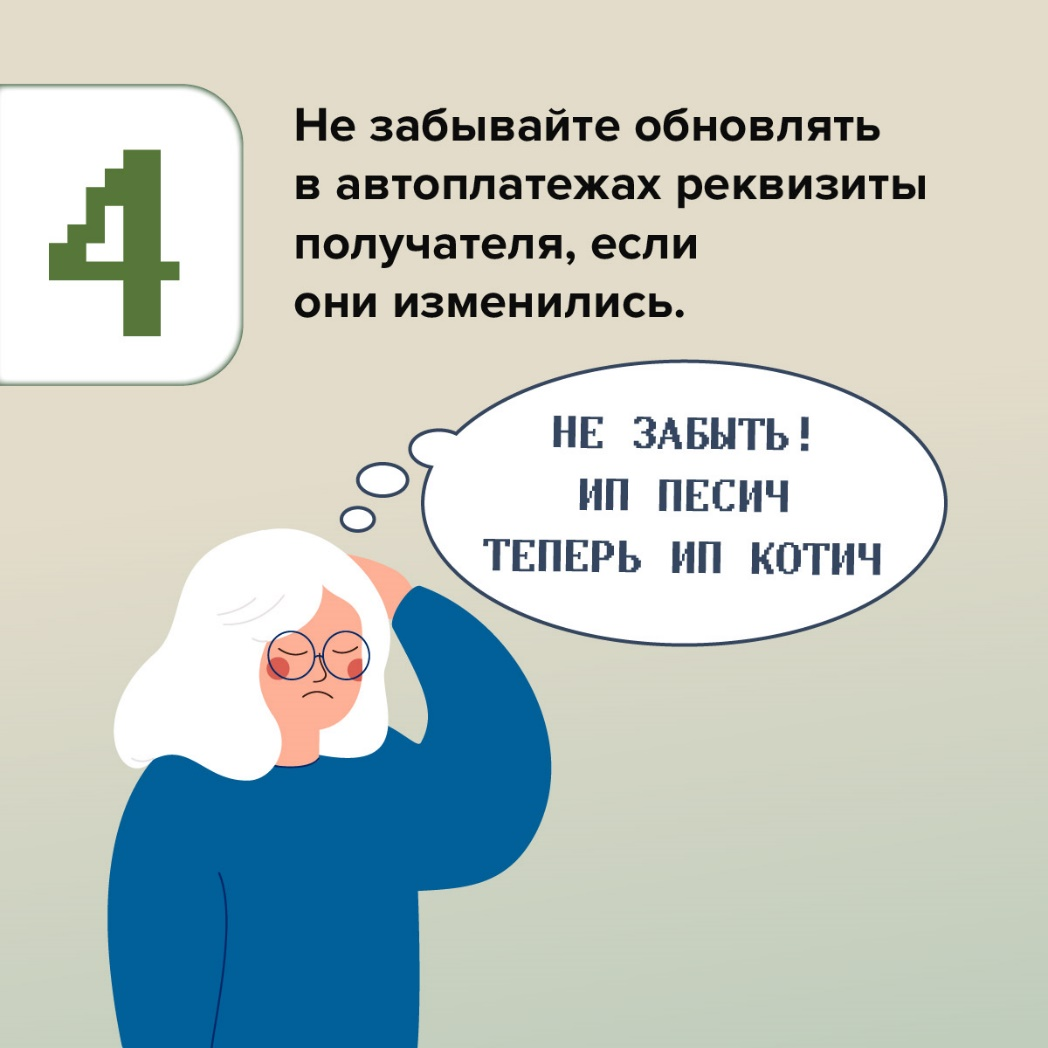 4
Не забывайте обновлять
в автоплатежах реквизиты
получателя, если
они изменились.
НЕ ЗАБЫТЬ!
ИП ПЕСИЧ
ТЕПЕРЬ ИП КОТИЧ